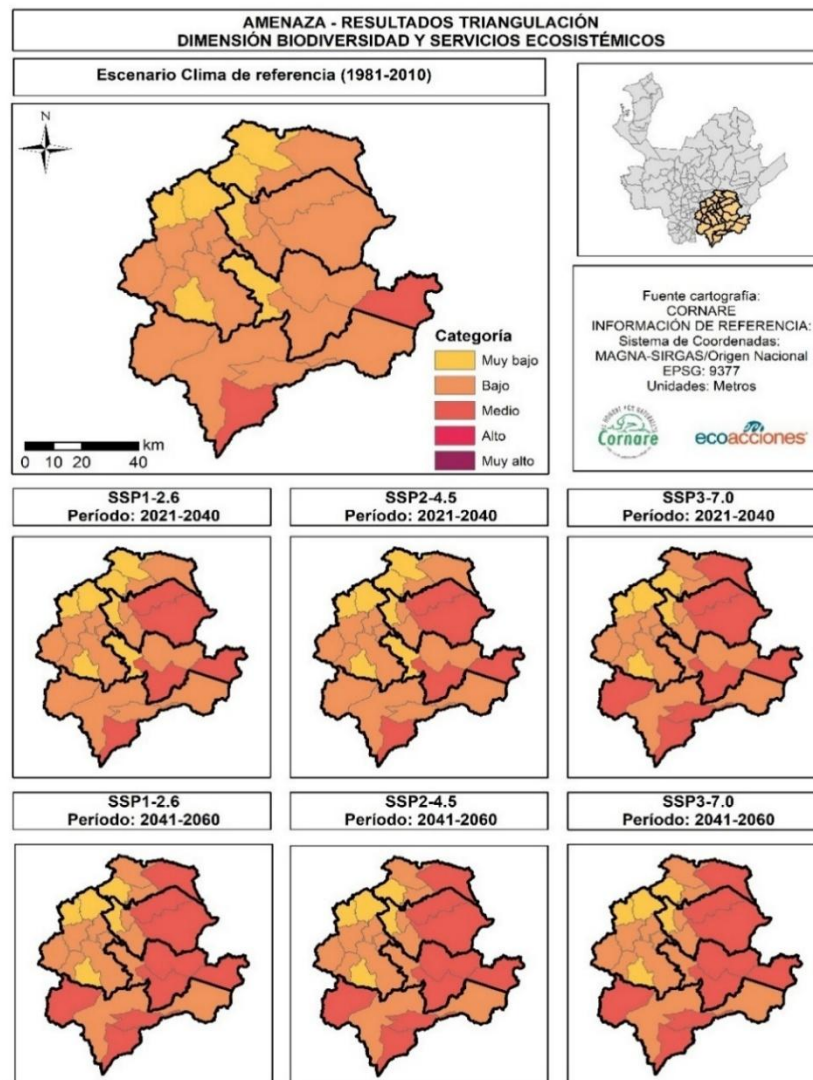 AMENAZA - RESULTADOS TRIANGULACIÓN
DIMENSIÓN BIODIVERSIDAD Y SERVICIOS ECOSISTÉMICOS
Escenario Clima de referencia (1981-2010)
N
Categoría
Muy bajo
Bajo
Medio
Alto
Muy alto
km
0 10 20 40
Fuente cartografía:
CORNARE
INFORMACIÓN DE REFERENCIA:
Sistema de Coordenadas:
MAGNA-SIRGAS/Origen Nacional
EPSG: 9377
Unidades: Metros
Cornare
ecoacciones
SSP1-2.6
Período: 2021-2040
SSP2-4.5
Período: 2021-2040
SSP3-7.0
Período: 2021-2040
SSP1-2.6
Período: 2041-2060
SSP2-4.5
Período: 2041-2060
SSP3-7.0
Período: 2041-2060